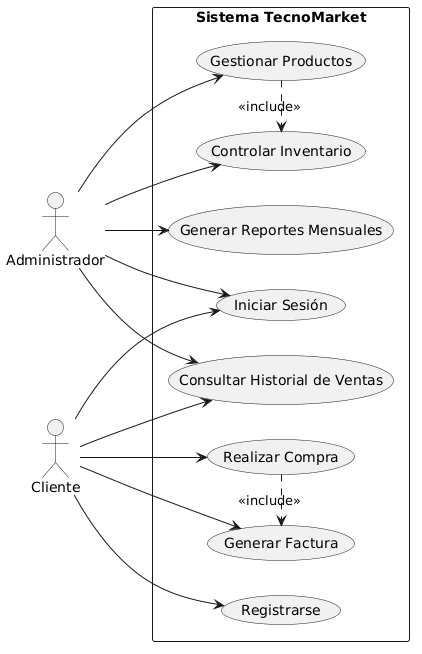 Sistema TecnoMarket
Gestionar Productos
«include»
Controlar Inventario
Administrador
Generar Reportes Mensuales
Iniciar Sesión
Consultar Historial de Ventas
Cliente
Realizar Compra
«include»
Generar Factura
Registrarse